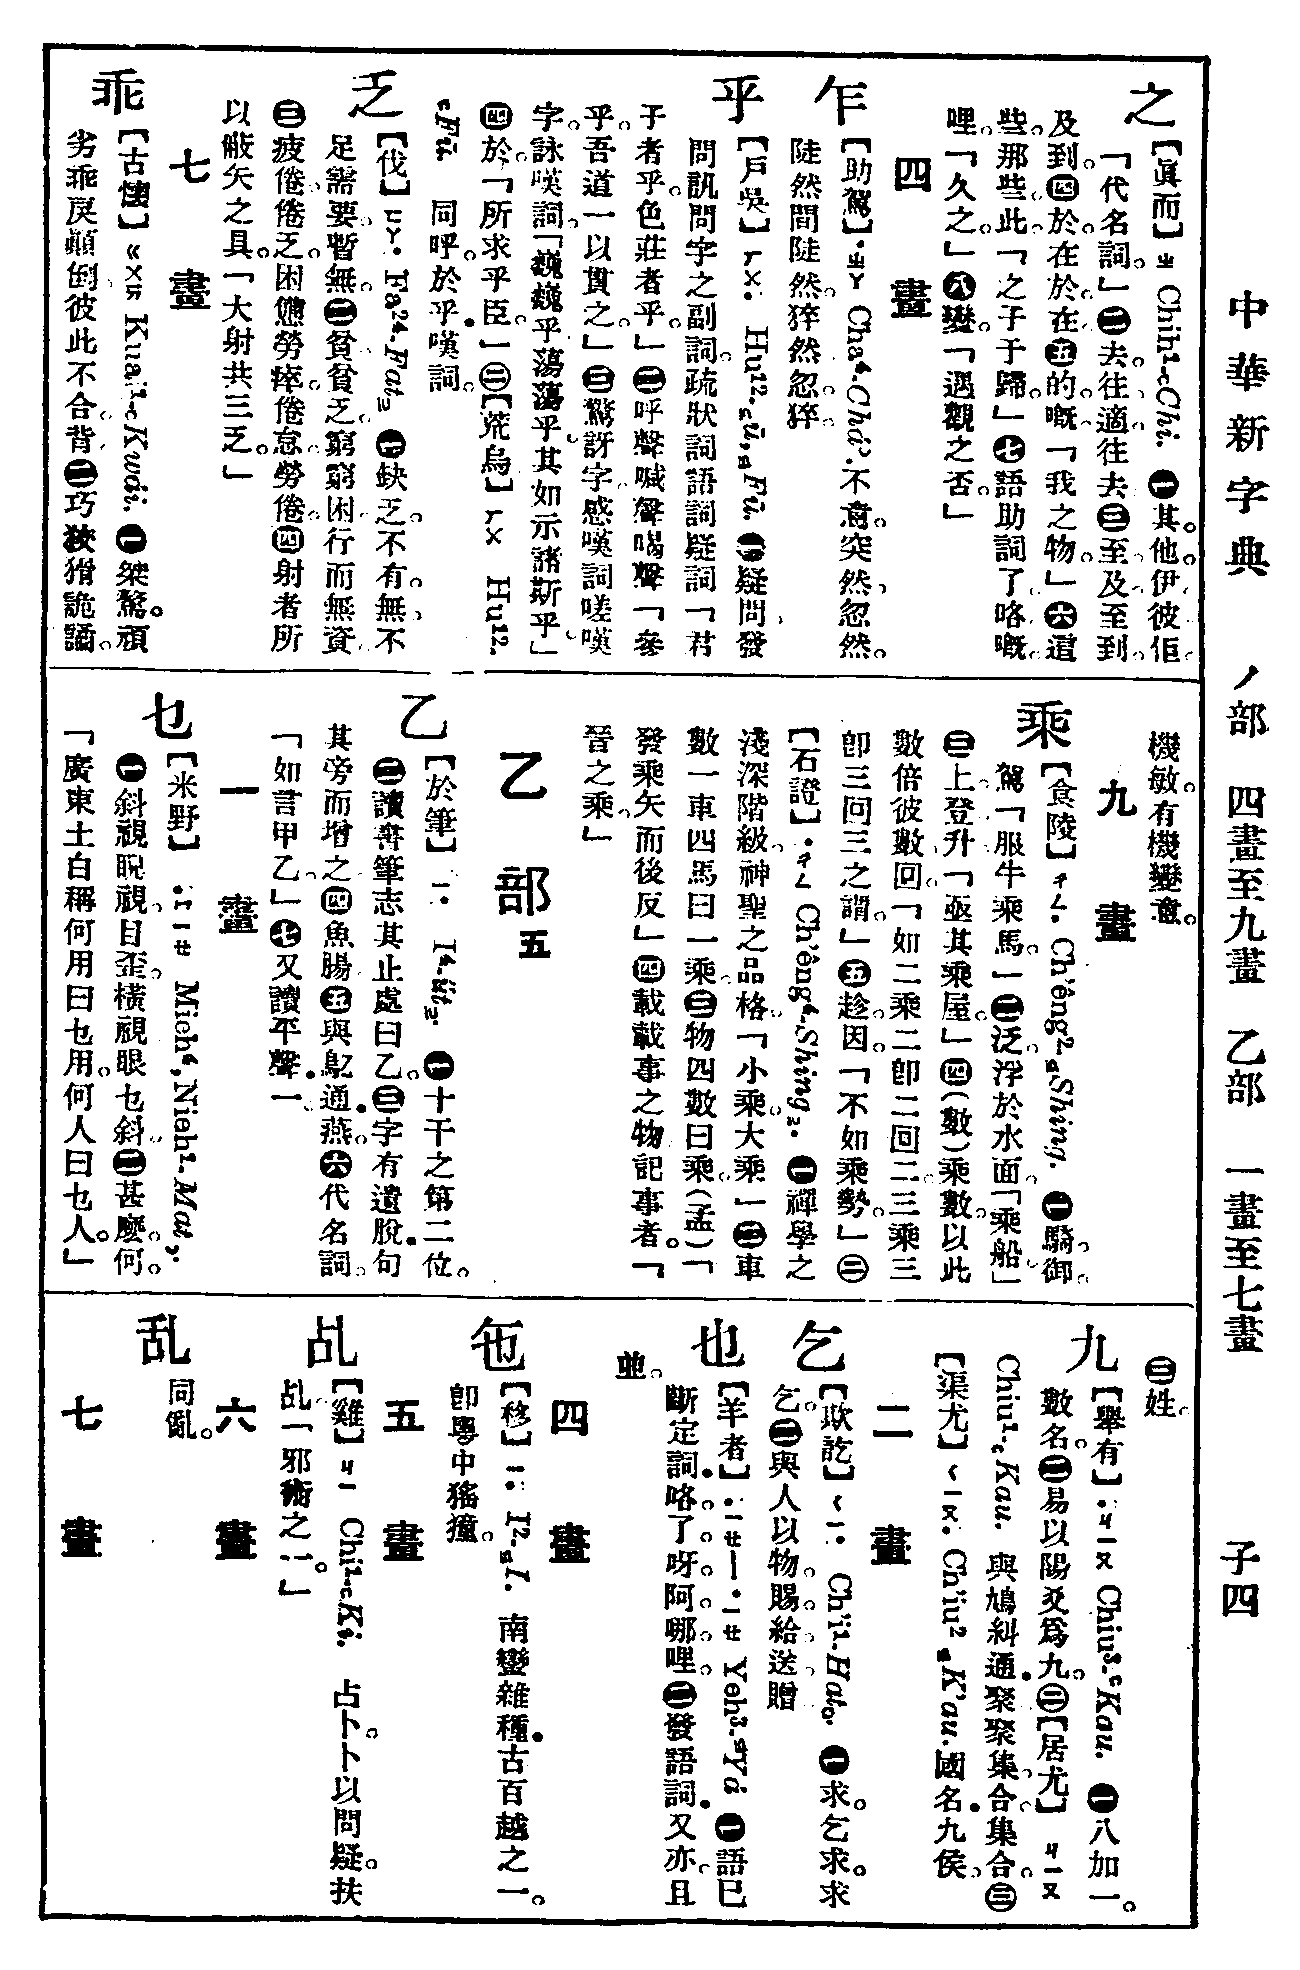 中華新字典　丿部　四畫至九畫　乙部　一畫至七畫　子四
之
【眞而】ㄓ Chih¹-cChi. ㊀其。他。伊彼佢。
「代名詞」㊁去。往。適往去㊂至及至到。
及到。㊃於。在於。在㊄的。嘅。「我之物」㊅這
些。那些。此。「之子于歸」㊆語助詞了咯嘅。
哩。「久之」㊇變。「遇觀之否。」
四　畫
乍
【助駕】ㄓㄚ Cha⁴-Chá. 不意。突然。忽然。
陡然間陡然。猝然忽猝。
乎
【戶吳】ㄏㄨ. Hu¹²-ū, Fū. ㊀疑問發
問訊問字之副詞。疏狀詞語詞疑詞「君
子者乎。色莊者乎。」㊁呼聲喊聲喝聲「參
乎。吾道一以貫之。」㊂驚訝字。感嘆詞嗟嘆
字。詠嘆詞。「巍巍乎蕩蕩乎。其如示諸斯乎」
㊃於。「所求乎臣。」㊁【荒烏】ㄏㄨ Hu¹².
cFū. 同呼。於乎嘆詞。
乏
【伐】ㄈㄚ. Fa²⁴-Fat₂ ㊀缺乏。不有。無不
足需要。暫無。㊁貧貧乏。窮窮困。行而無資
㊂疲倦。倦乏。困憊勞瘁。倦怠勞倦。㊃射者所
以蔽矢之具。「大射共三乏。」
七　畫
乖
【古懷】ㄍㄨㄞ Kuai¹-cKwái. ㊀桀驁。頑
劣乖戾顚倒彼此不合。背㊁巧狡猾詭譎。
機敏。有機變意。
九　畫
乘
【食陵】ㄔㄥ. Ch'êng²-Shing. ㊀騎。御。
駕「服牛乘馬。」㊁泛。浮於水面「乘船」
㊂上登升「亟其乘屋。」㊃(數)乘數。以此
數倍彼數回。「如二乘二卽二回二。三乘三
卽三回三之謂。」㊄趁。因。「不如乘勢。」㊁
【石證】ㄔㄥ Ch'êng⁴-Shing₂. ㊀禪學之
淺深階級神聖之品格。「小乘。大乘」㊁車
數一車四馬曰一乘。㊂物四數曰乘。(孟)「
發乘矢而後反」㊃載載事之物記事者。「
晉之乘。」
乙　部　五
乙
【於筆】ㄧ. I⁴-üt₂. ㊀十干之第二位。
㊁讀書筆志其止處曰乙。㊂字有遺脫句
其旁而增之。㊃魚腸㊄與鳦通。燕。㊅代名詞。
「如言甲乙。」㊆又讀平聲。一
一　畫
乜
【米野】ㄇㄧㄝ Mieh⁴, Nieh¹-Mat.
㊀斜視睨視。目歪。橫視眼乜斜。㊁甚麼。何。
「廣東土白稱何用曰乜用。何人曰乜人。」
㊂姓。
九
【舉有】ㄐㄧㄡ Chiu³-cKau. ㊀八加一。
數名。㊁易以陽爻爲九。㊁【居尤】ㄐㄧㄡ
Chiu¹-cKau. 與鳩糾通。聚聚集。合。集合。㊂
【渠尤】ㄑㄧㄡ. Ch'iu²-K'au. 國名。九侯。
二　畫
乞
【欺訖】ㄑㄧ. Ch'i¹-Hat。. ㊀求。乞求。求
乞。㊁與人以物。賜。給。送。贈
也
【羊者】ㄧㄝ—ㄧㄝ Yeh³-Yá ㊀語已
斷定詞。咯。了。呀。阿。哪。哩。㊁發語詞。又亦。且
並。
四　畫
㐌
【移】ㄧ. I²-I. 南蠻雜種。古百越之一。
卽粵中猺獞。
五　畫
乩
【雞】ㄐㄧ Chi¹-cKi. 占卜。卜以問疑。扶
乩。「邪術之一。」
六　畫
乱
同亂。
七　畫